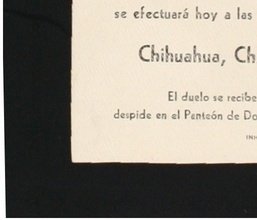 se efectuará hoy a las
Chihuahua, Ch
El duelo se recibe
despide en el Panteón de Do